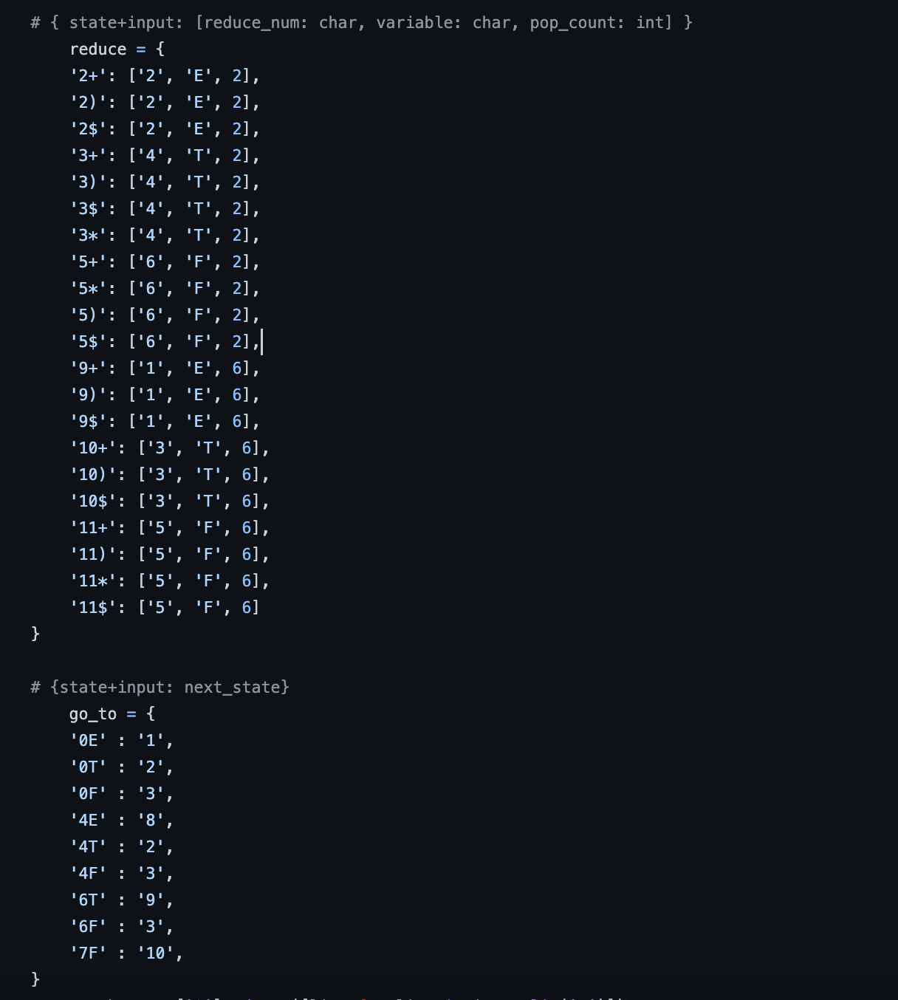 # { state+input: [reduce_num: char, variable: char, pop_count: int] }
reduce = {
'2+': ['2', 'E', 2],
'2)': ['2', 'E', 2],
'2$': ['2', 'E', 2],
'3+': ['4', 'T', 2],
'3)': ['4', 'T', 2],
'3$': ['4', 'T', 2],
'3*': ['4', 'T', 2],
'5+': ['6', 'F', 2],
'5*': ['6', 'F', 2],
'5)': ['6', 'F', 2],
'5$': ['6', 'F', 2],
'9+': ['1', 'E', 6],
'9)': ['1', 'E', 6],
'9$': ['1', 'E', 6],
'10+': ['3', 'T', 6],
'10)': ['3', 'T', 6],
'10$': ['3', 'T', 6],
'11+': ['5', 'F', 6],
'11)': ['5', 'F', 6],
'11*': ['5', 'F', 6],
'11$': ['5', 'F', 6]
}
# {state+input: next_state}
go_to = {
'0E' : '1',
'0T' : '2',
'0F' : '3',
'4E' : '8',
'4T' : '2',
'4F' : '3',
'6T' : '9',
'6F' : '3',
'7F' : '10',
}